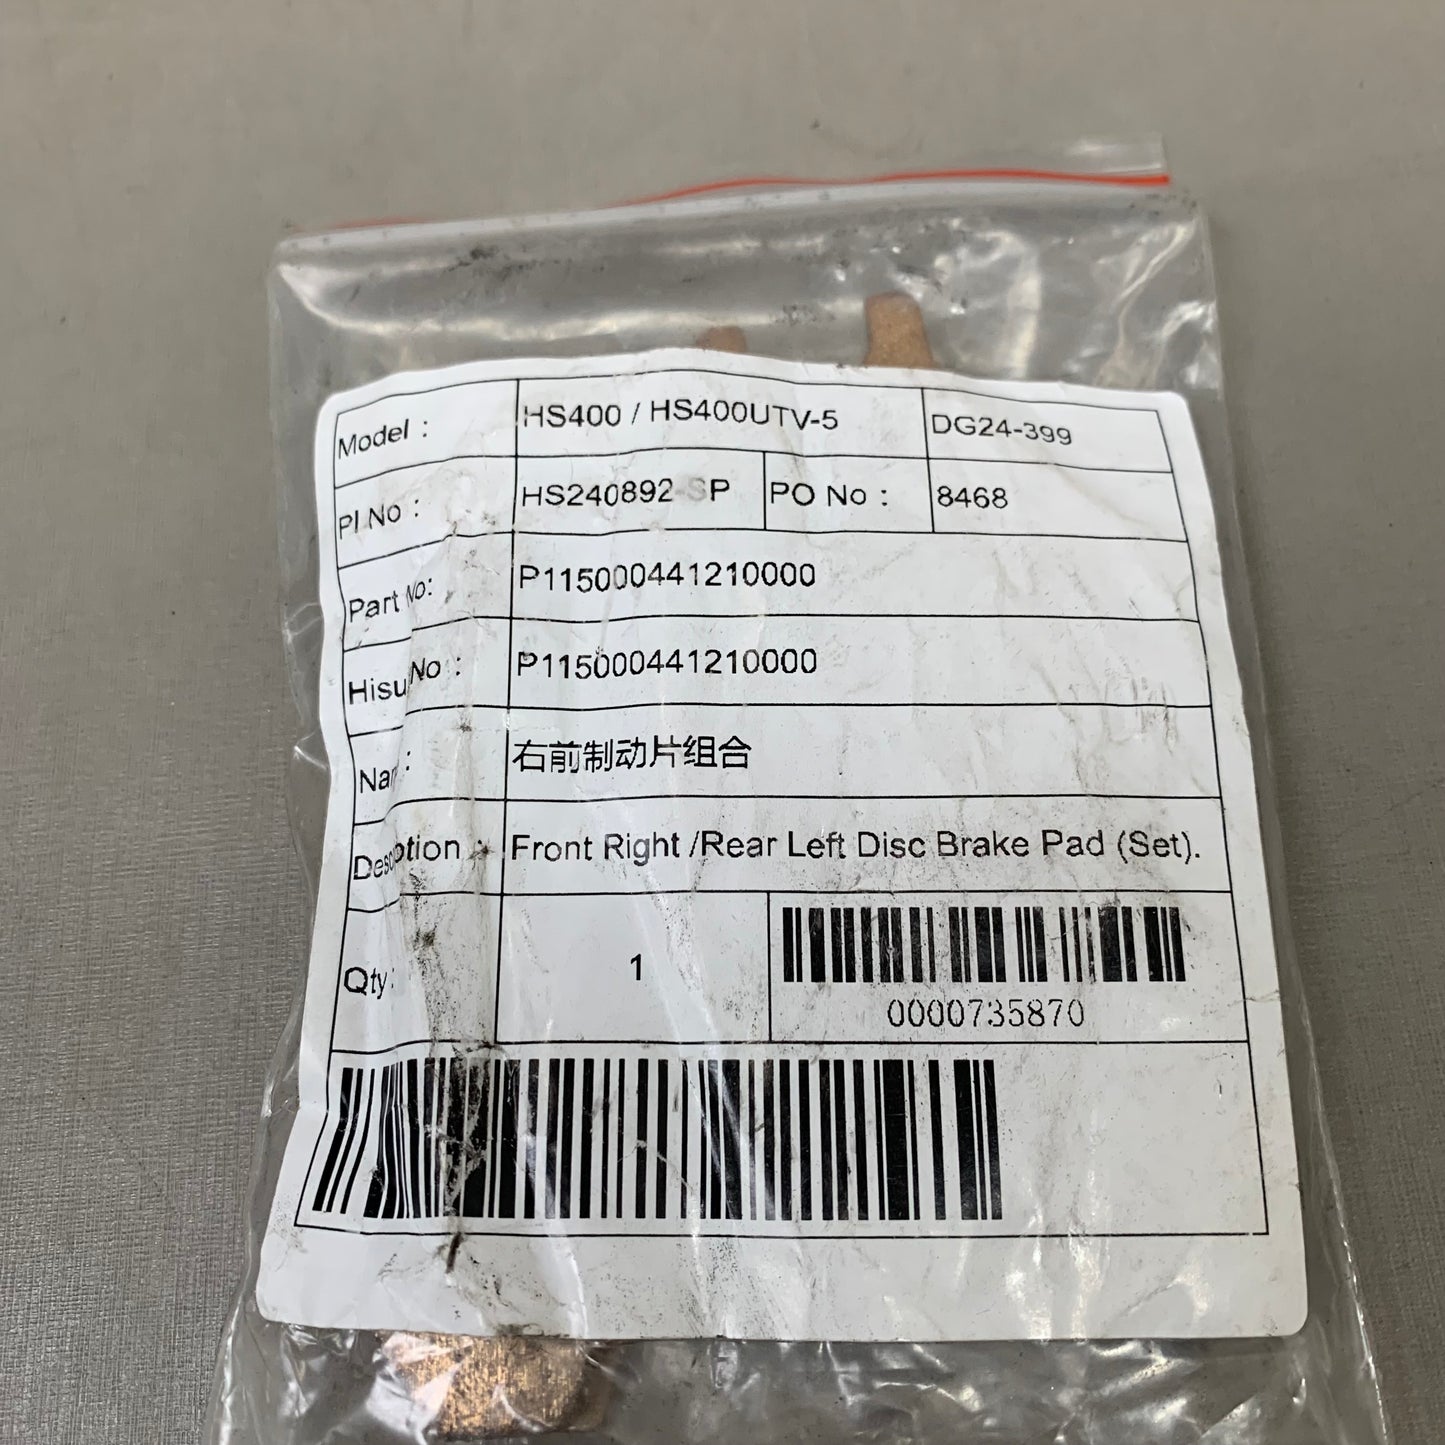 Model : HS400 / HS400UTV-5 DG24-399
PI No : HS240892-SP PO No : 8468
Part No: P115000441210000
Hisu No : P115000441210000
: 右前制动片组合
Front Right /Rear Left Disc Brake Pad (Set).
Qty : 1
0000735870